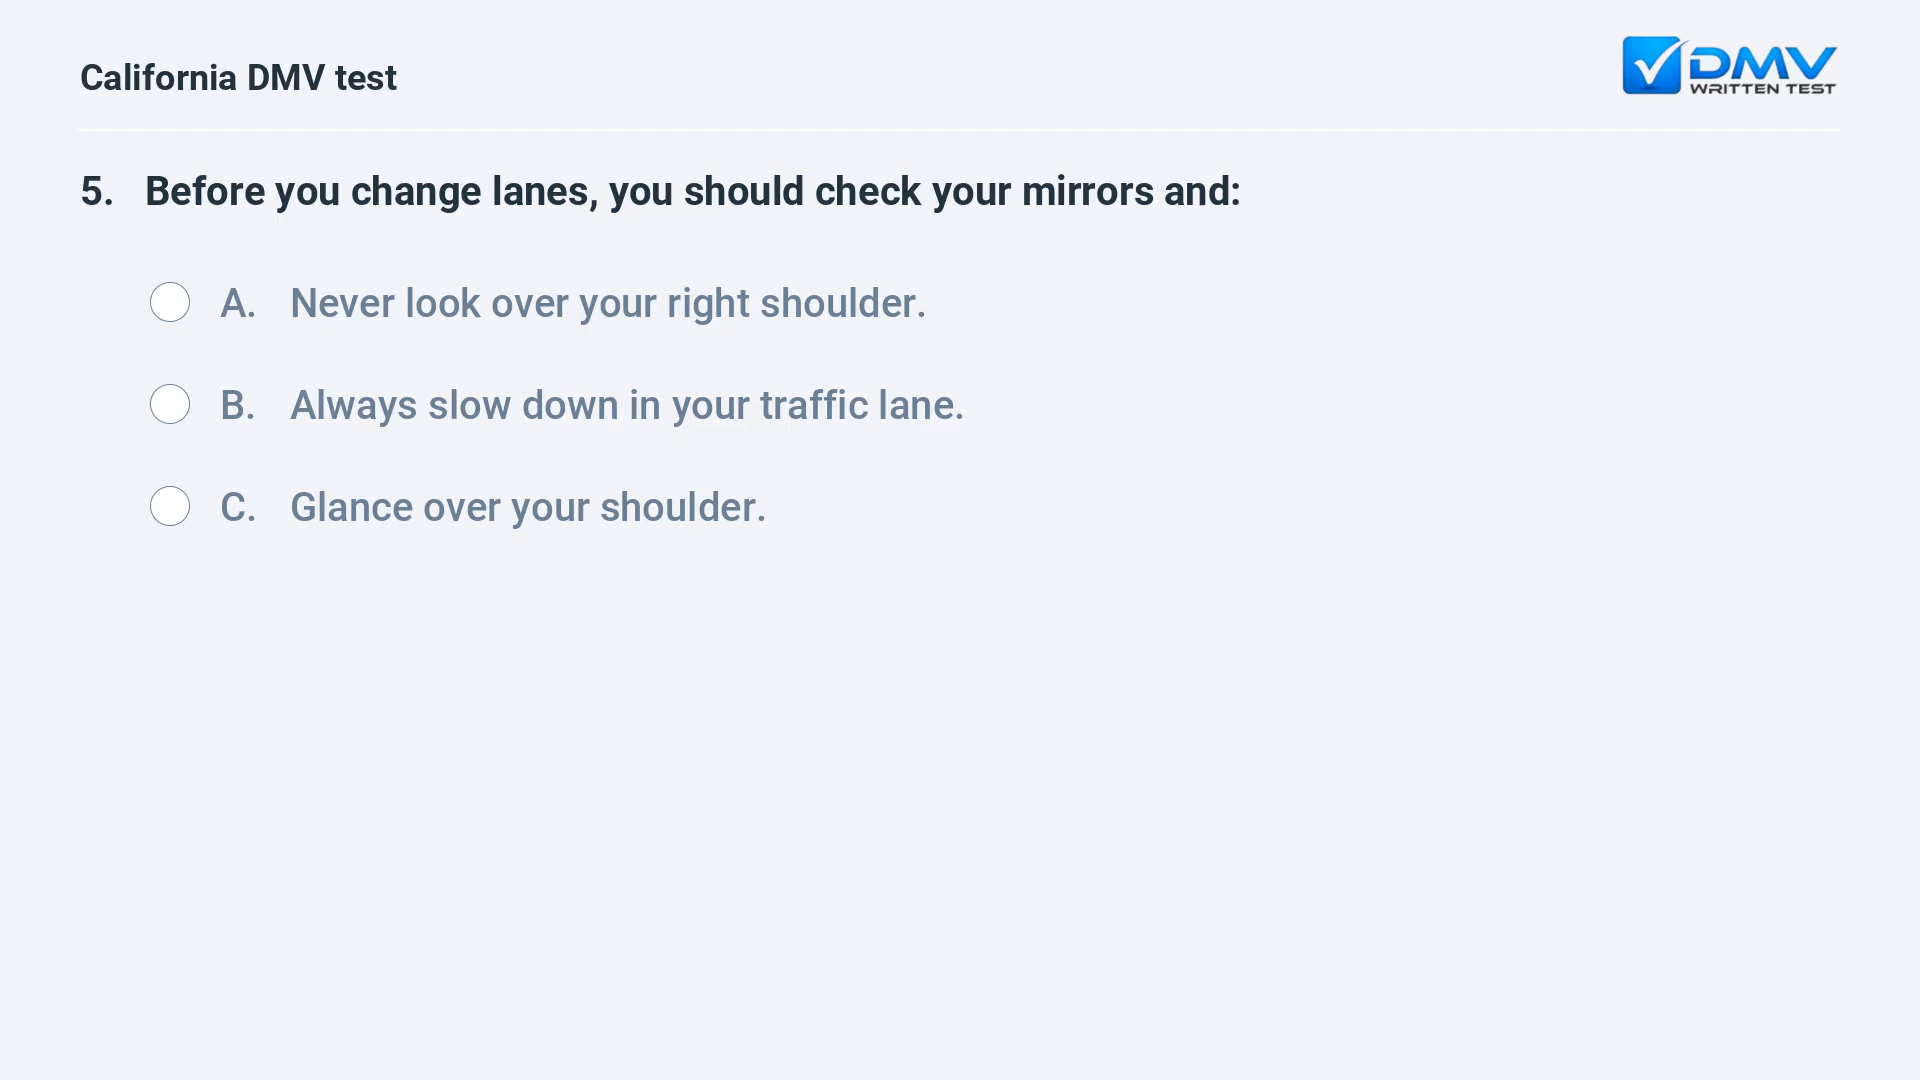 California DMV test
DMV
WRITTEN TEST
5. Before you change lanes, you should check your mirrors and:
A. Never look over your right shoulder.
B. Always slow down in your traffic lane.
C. Glance over your shoulder.